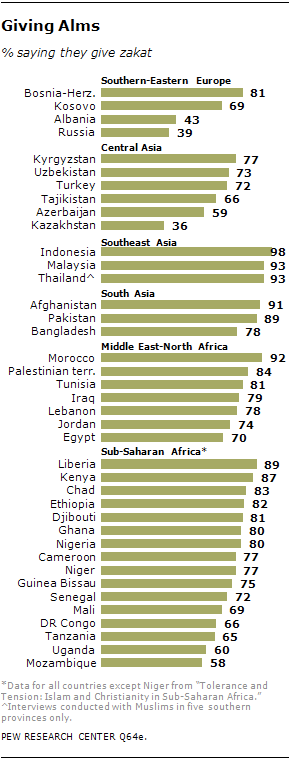 Giving Alms
% saying they give zakat
Southern-Eastern Europe
Bosnia-Herz. 81
Kosovo 69
Albania 43
Russia 39
Central Asia
Kyrgyzstan 77
Uzbekistan 73
Turkey 72
Tajikistan 66
Azerbaijan 59
Kazakhstan 36
Southeast Asia
Indonesia 98
Malaysia 93
Thailand^ 93
South Asia
Afghanistan 91
Pakistan 89
Bangladesh 78
Middle East-North Africa
Morocco 92
Palestinian terr. 84
Tunisia 81
Iraq 79
Lebanon 78
Jordan 74
Egypt 70
Sub-Saharan Africa*
Liberia 89
Kenya 87
Chad 83
Ethiopia 82
Djibouti 81
Ghana 80
Nigeria 80
Cameroon 77
Niger 77
Guinea Bissau 75
Senegal 72
Mali 69
DR Congo 66
Tanzania 65
Uganda 60
Mozambique 58
*Data for all countries except Niger from “Tolerance and
Tension: Islam and Christianity in Sub-Saharan Africa.”
^Interviews conducted with Muslims in five southern
provinces only.
PEW RESEARCH CENTER Q64e.